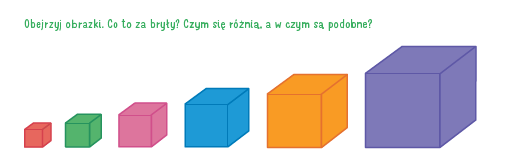 Obejrzyj obrazki. Co to za bryły? Czym się różnią, a w czym są podobne?